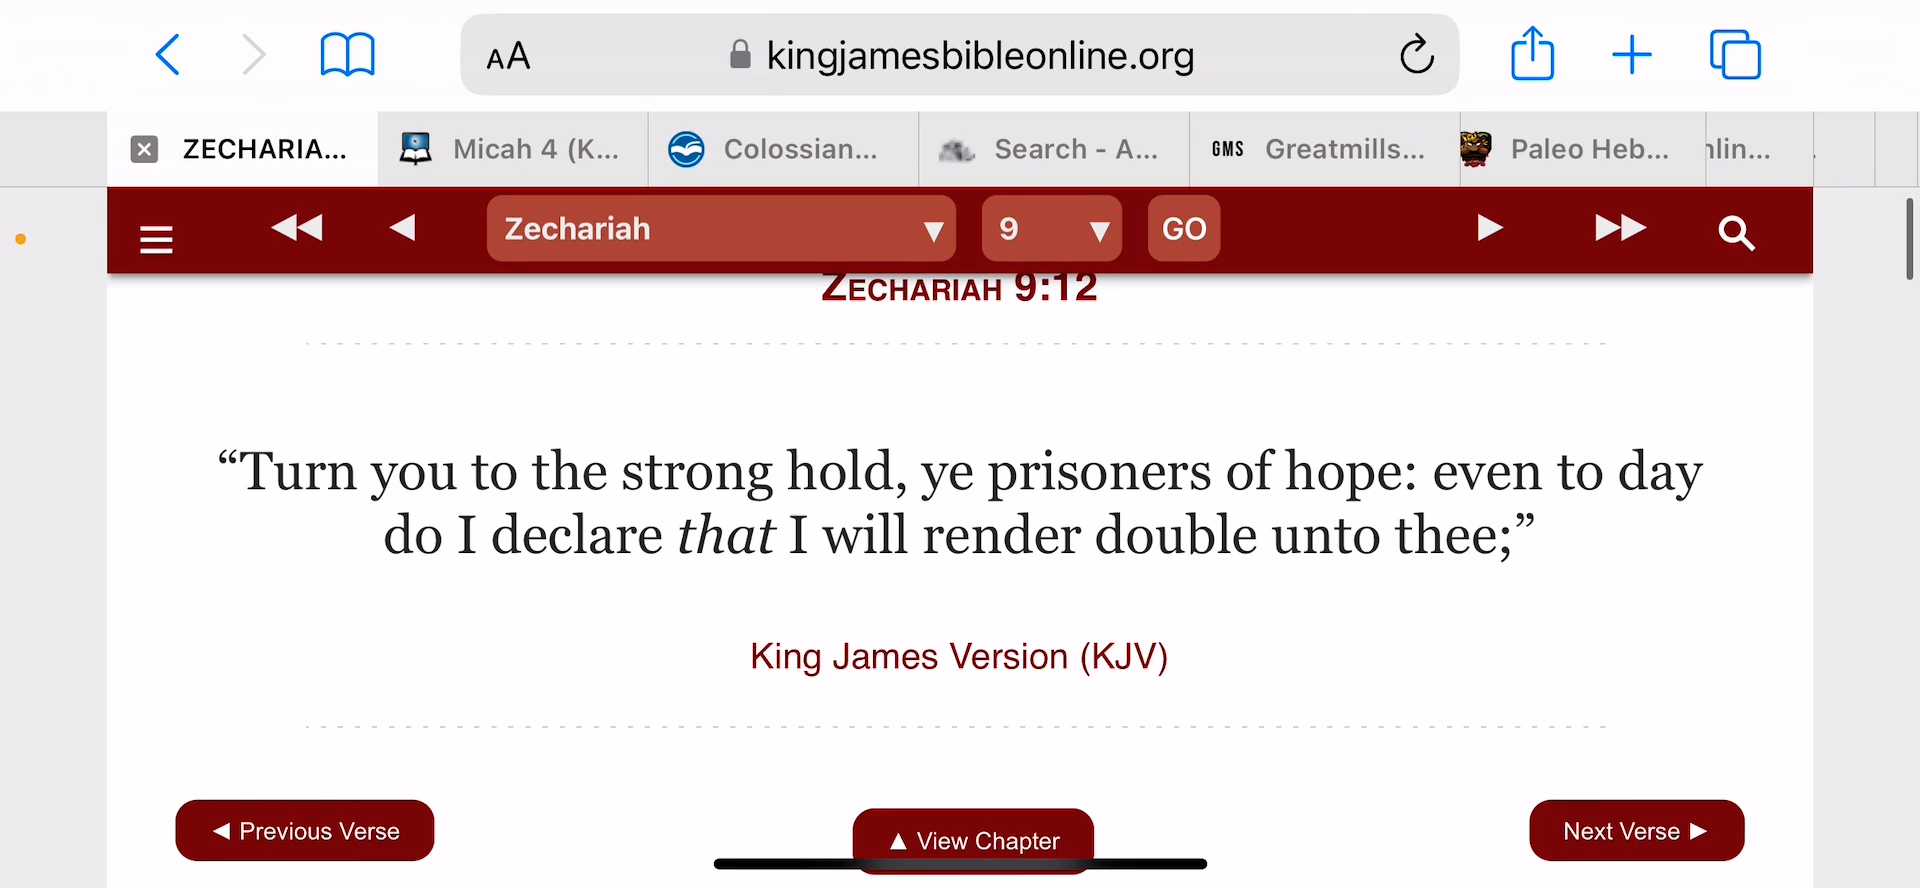 AA kingjamesbibleonline.org
ZECHARIA... Micah 4 (K... Colossian... Search - A... GMS Greatmills... Paleo Heb... lin...
Zechariah 9 GO
ZECHARIAH 9:12
“Turn you to the strong hold, ye prisoners of hope: even to day
do I declare that I will render double unto thee;”
King James Version (KJV)
◀ Previous Verse ▲ View Chapter Next Verse ▶